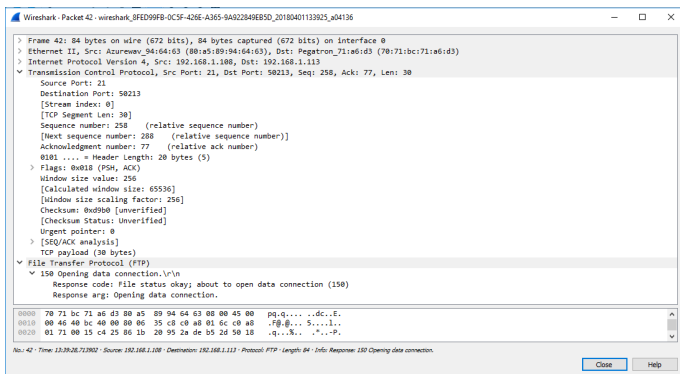 Wireshark - Packet 42 - wireshark_8FED99FB-0C5F-426E-A365-9A922849EB5D_20180401133925_a04136
> Frame 42: 84 bytes on wire (672 bits), 84 bytes captured (672 bits) on interface 0
> Ethernet II, Src: Azurewav_94:64:63 (80:a5:89:94:64:63), Dst: Pegatron_71:a6:d3 (70:71:bc:71:a6:d3)
> Internet Protocol Version 4, Src: 192.168.1.108, Dst: 192.168.1.113
Transmission Control Protocol, Src Port: 21, Dst Port: 50213, Seq: 258, Ack: 77, Len: 30
Source Port: 21
Destination Port: 50213
[Stream index: 0]
[TCP Segment Len: 30]
Sequence number: 258 (relative sequence number)
[Next sequence number: 288 (relative sequence number)]
Acknowledgment number: 77 (relative ack number)
0101 .... = Header Length: 20 bytes (5)
> Flags: 0x018 (PSH, ACK)
Window size value: 256
[Calculated window size: 65536]
[Window size scaling factor: 256]
Checksum: 0xd9b0 [unverified]
[Checksum Status: Unverified]
Urgent pointer: 0
> [SEQ/ACK analysis]
TCP payload (30 bytes)
File Transfer Protocol (FTP)
150 Opening data connection.\r\n
Response code: File status okay; about to open data connection (150)
Response arg: Opening data connection.
0000 70 71 bc 71 a6 d3 80 a5 89 94 64 63 08 00 45 00 pq.q.... ..dc..E.
0010 00 46 40 bc 40 00 80 06 35 c8 c0 a8 01 6c c0 a8 .F@.@... 5....l..
0020 01 71 00 15 c4 25 86 1b 20 95 2a de b5 2d 50 18 .q...%.. .*..-P.
No.: 42 · Time: 13:39:28,713902 · Source: 192.168.1.108 · Destination: 192.168.1.113 · Protocol: FTP · Length: 84 · Info: Response: 150 Opening data connection.
Close Help